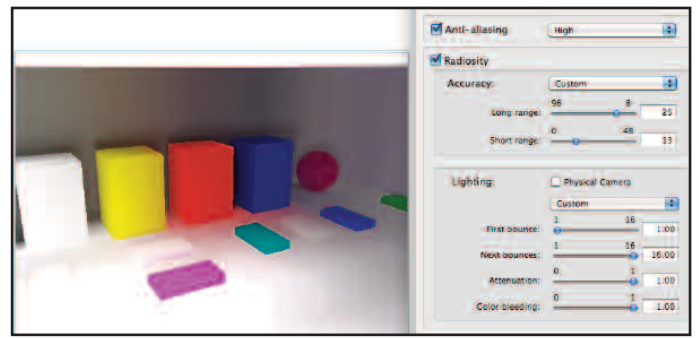 Anti-aliasing High
Radiosity
Accuracy: Custom
96 8
Long range: 25
0 48
Short range: 13
Lighting: Physical Camera
Custom
1 16
First bounce: 1.00
1 16
Next bounces: 16.00
0 1
Attenuation: 1.00
0 1
Color bleeding: 1.00